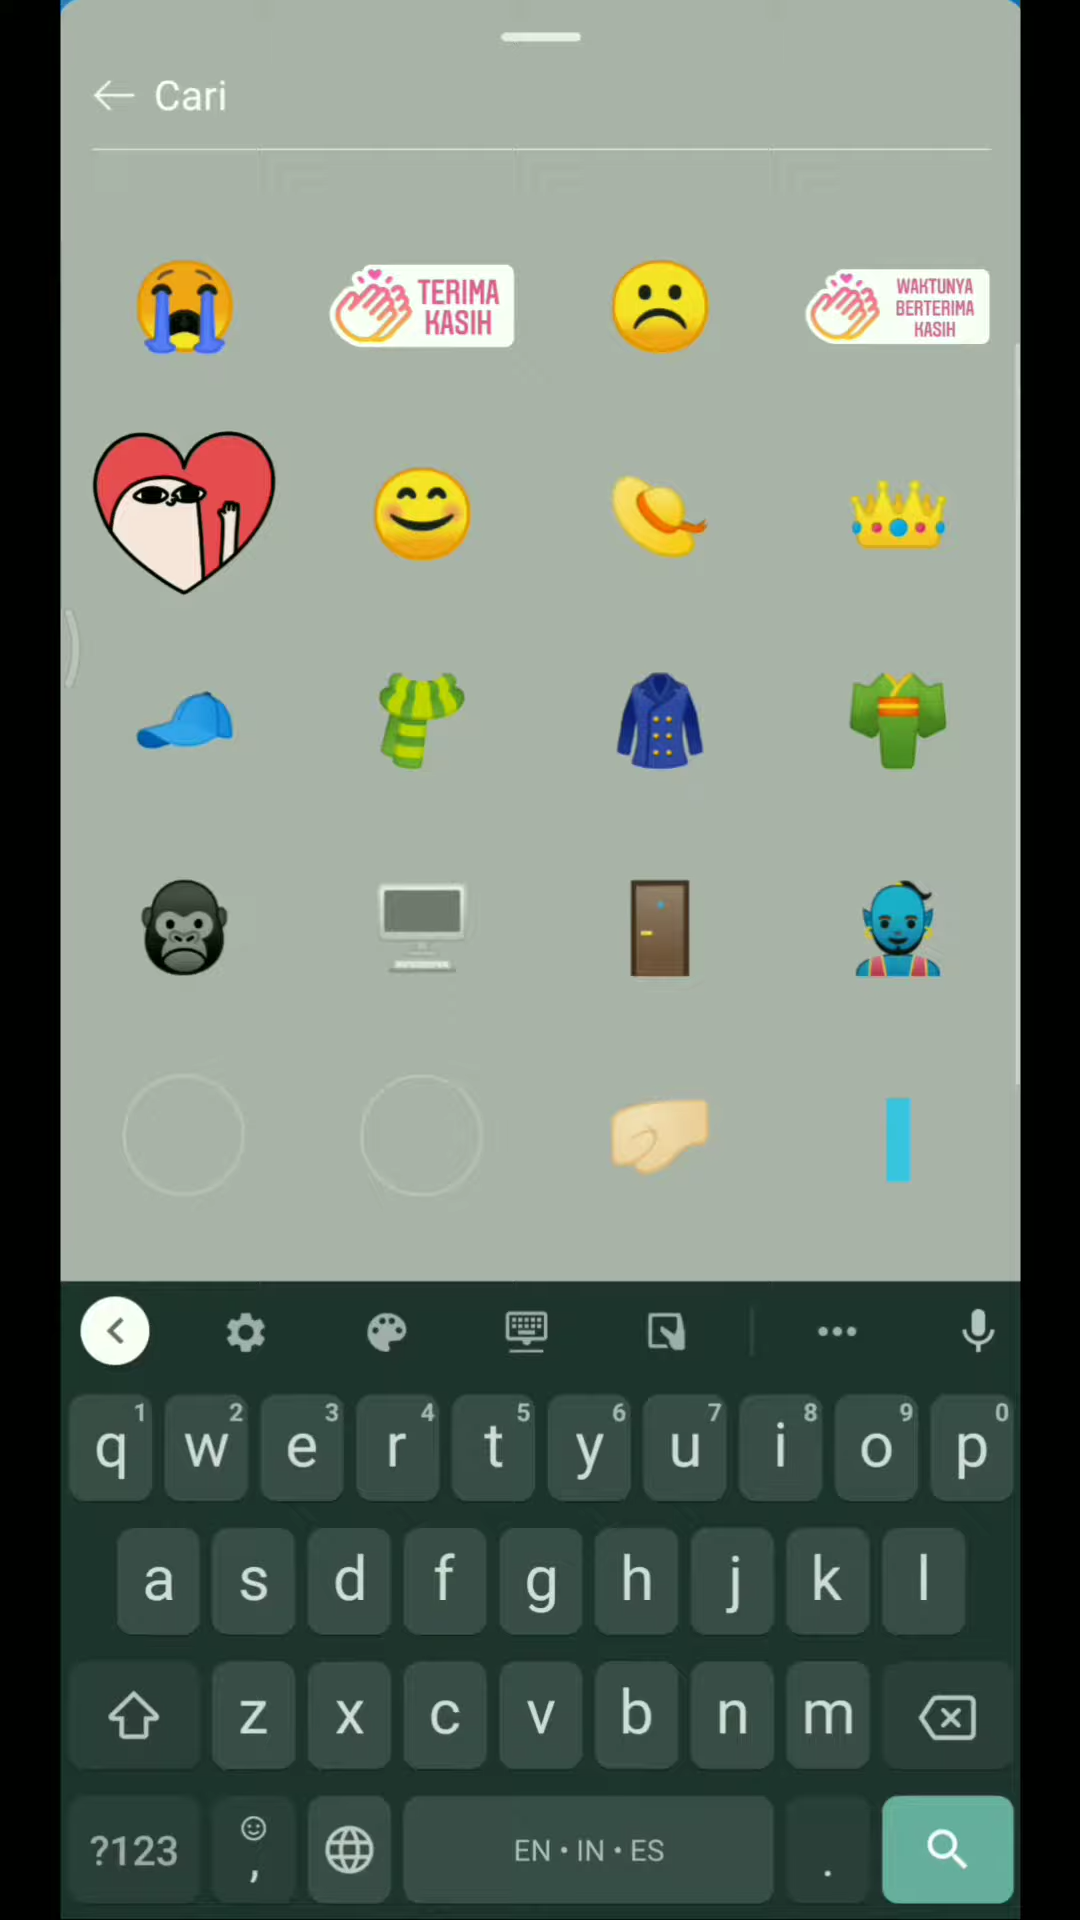 Cari
TERIMA
KASIH
WAKTUNYA
BERTERIMA
KASIH
1 2 3 4 5 6 7 8 9 0
q w e r t y u i o p
a s d f g h j k l
z x c v b n m
?123 , EN • IN • ES .